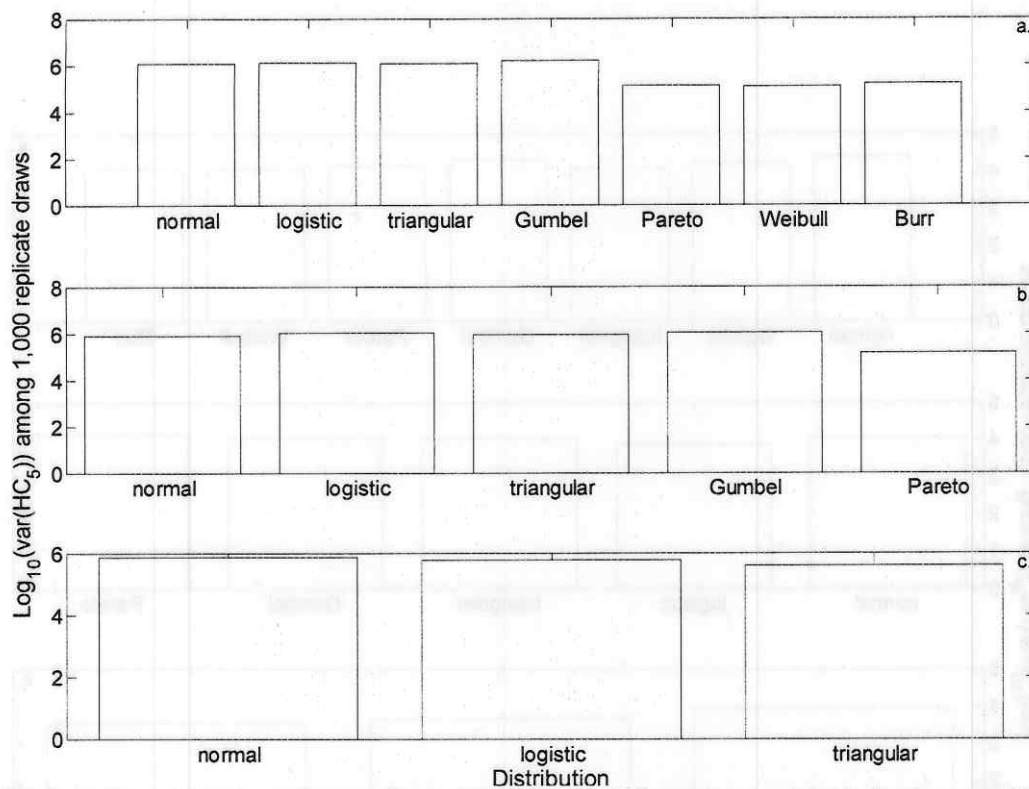 Log10(var(HC5)) among 1,000 replicate draws
8
6
4
2
0
a.
normal logistic triangular Gumbel Pareto Weibull Burr
8
6
4
2
0
b
normal logistic triangular Gumbel Pareto
6
4
2
0
c
normal logistic triangular
Distribution